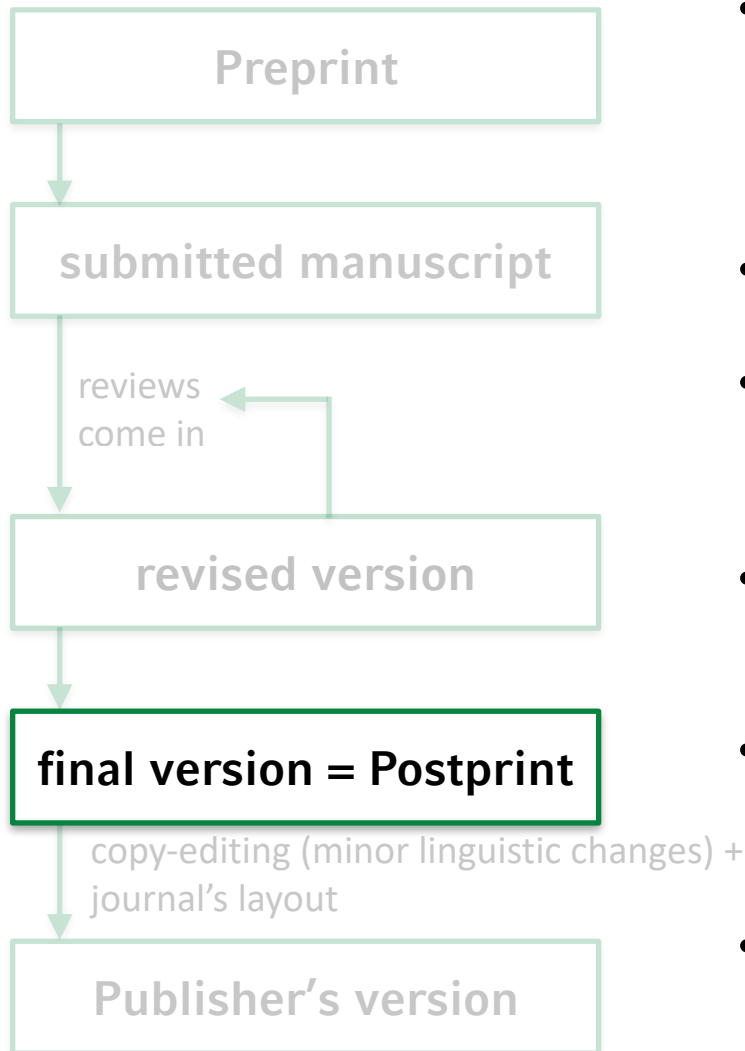 Preprint
submitted manuscript
reviews
come in
revised version
final version = Postprint
copy-editing (minor linguistic changes) +
journal’s layout
Publisher’s version